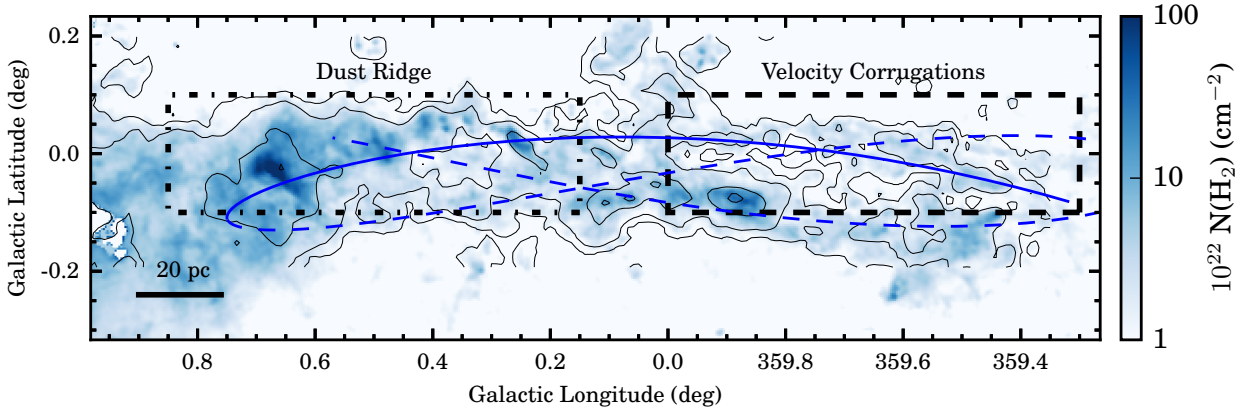 Dust Ridge
Velocity Corrugations
20 pc
0.2
0.0
-0.2
Galactic Latitude (deg)
0.8
0.6
0.4
0.2
0.0
359.8
359.6
359.4
Galactic Longitude (deg)
100
10
1
10²² N(H₂) (cm⁻²)